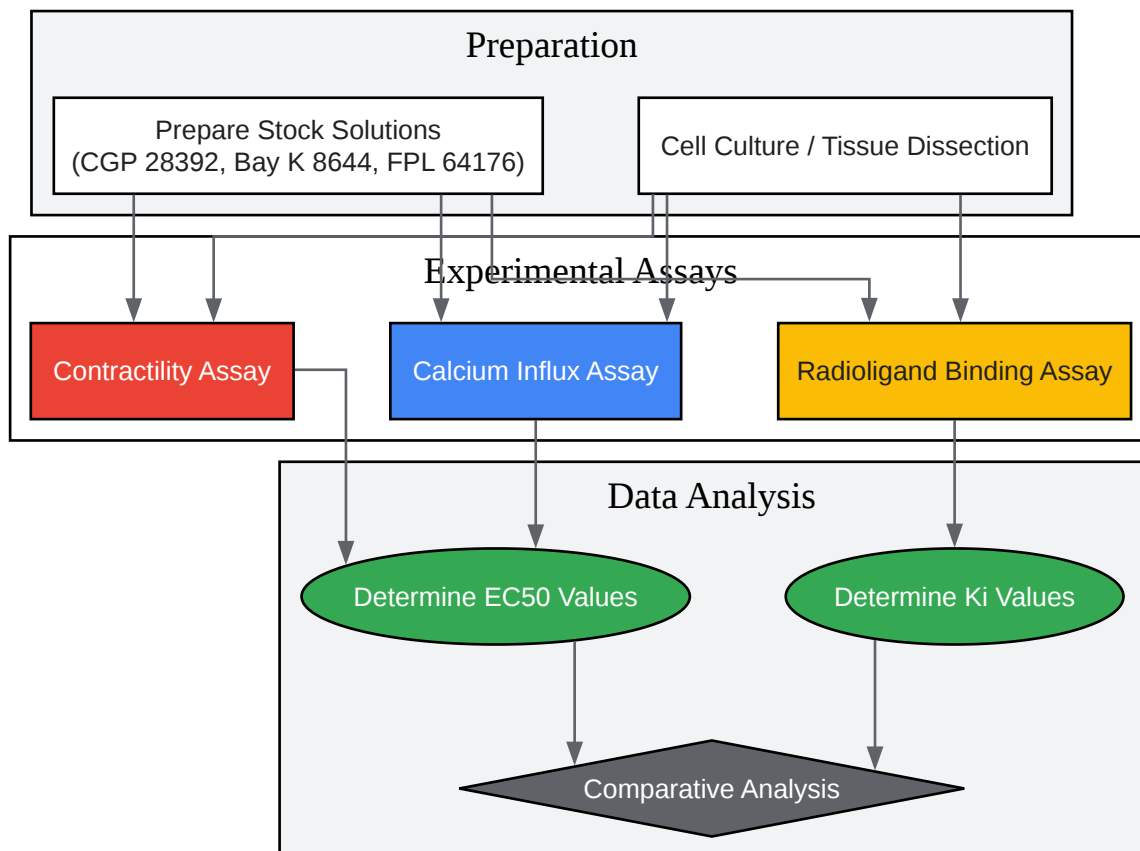 Preparation
Prepare Stock Solutions
(CGP 28392, Bay K 8644, FPL 64176)
Cell Culture / Tissue Dissection
Experimental Assays
Contractility Assay
Calcium Influx Assay
Radioligand Binding Assay
Data Analysis
Determine EC50 Values
Determine Ki Values
Comparative Analysis